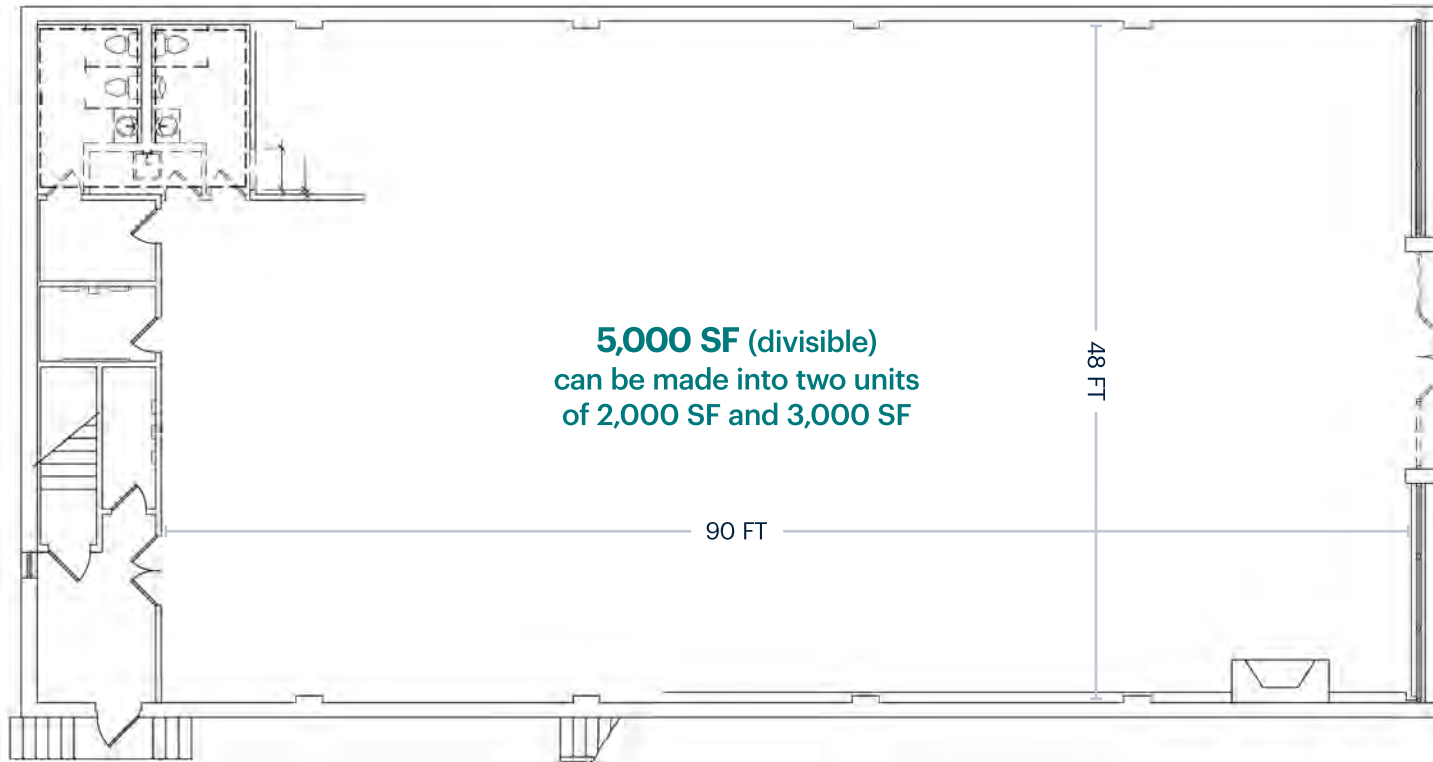 5,000 SF (divisible)
can be made into two units
of 2,000 SF and 3,000 SF
48 FT
90 FT